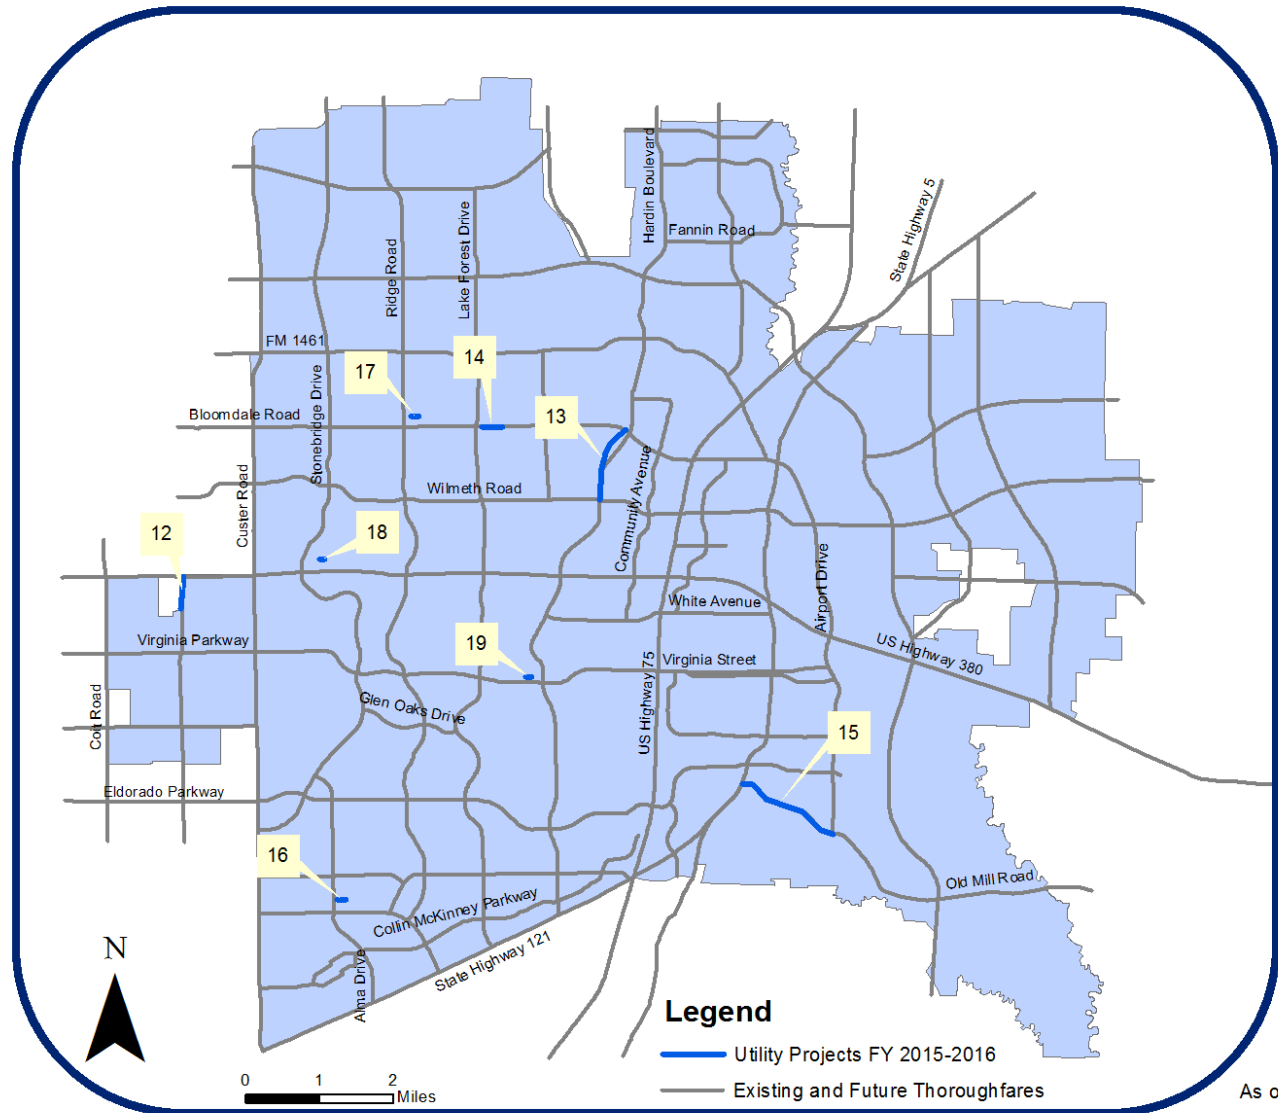 Hardin Boulevard
State Highway 5
Fannin Road
Lake Forest Drive
Ridge Road
FM 1461
14
17
Stonebridge Drive
Bloomdale Road
13
Community Avenue
Custer Road
Wilmeth Road
12
18
Airport Drive
White Avenue
Virginia Parkway
19
US Highway 380
Virginia Street
US Highway 75
Coit Road
Glen Oaks Drive
15
Eldorado Parkway
16
Old Mill Road
Collin McKinney Parkway
N
State Highway 121
Alma Drive
Legend
Utility Projects FY 2015-2016
0 1 2
Miles
Existing and Future Thoroughfares
As o